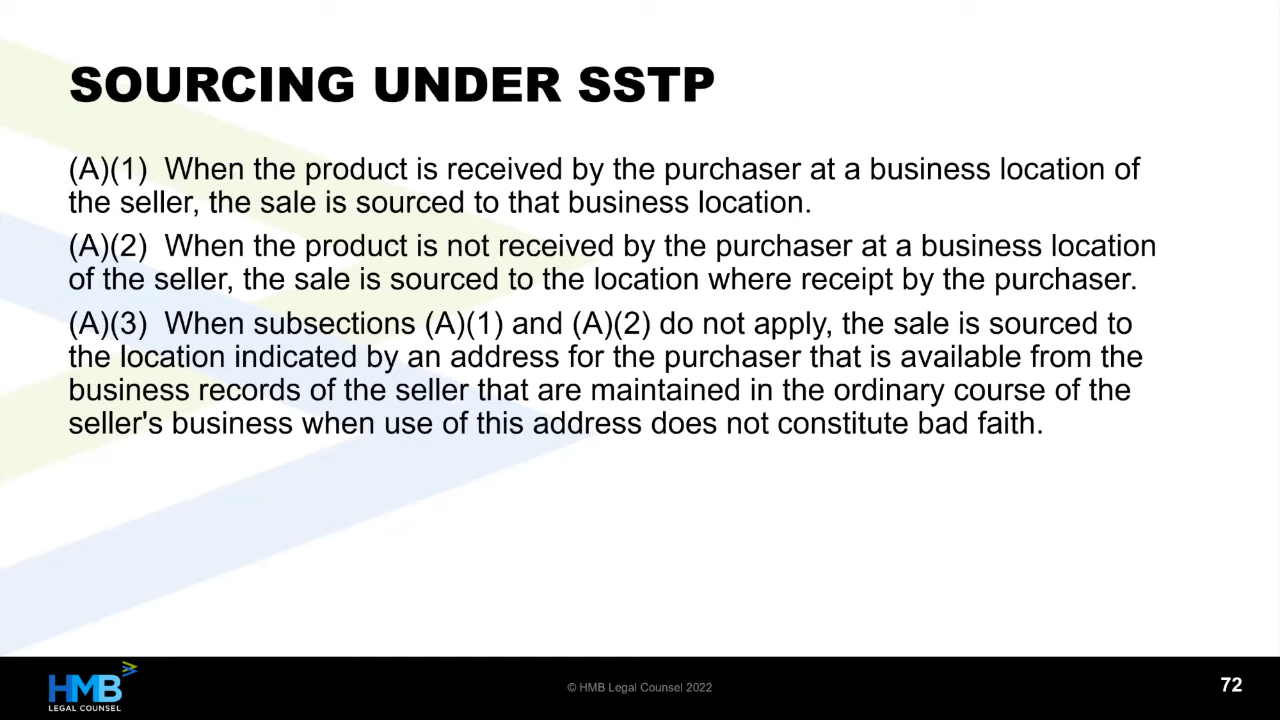 SOURCING UNDER SSTP
(A)(1) When the product is received by the purchaser at a business location of
the seller, the sale is sourced to that business location.
(A)(2) When the product is not received by the purchaser at a business location
of the seller, the sale is sourced to the location where receipt by the purchaser.
(A)(3) When subsections (A)(1) and (A)(2) do not apply, the sale is sourced to
the location indicated by an address for the purchaser that is available from the
business records of the seller that are maintained in the ordinary course of the
seller's business when use of this address does not constitute bad faith.
HMB
LEGAL COUNSEL
© HMB Legal Counsel 2022
72